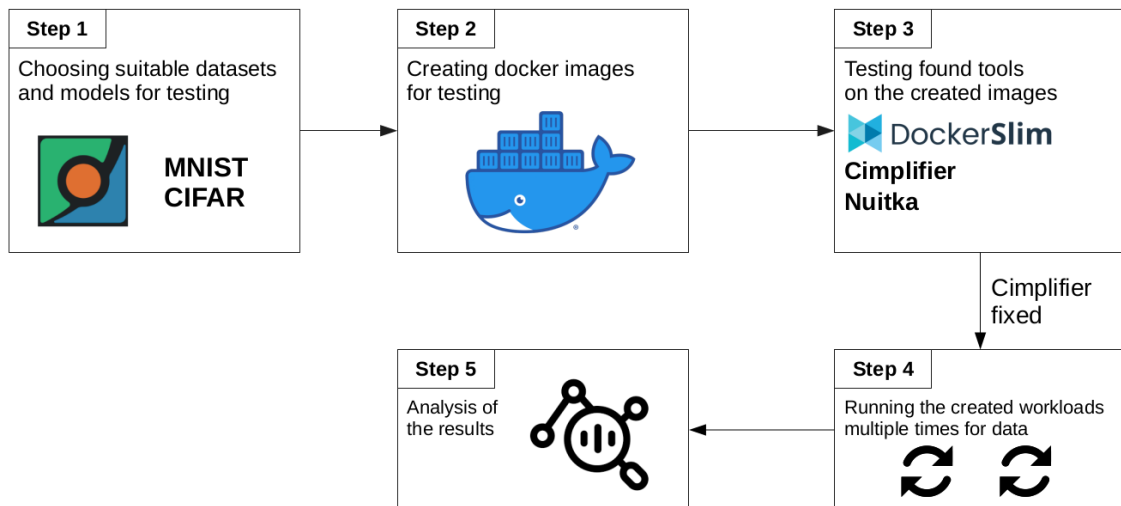 Step 1
Choosing suitable datasets
and models for testing
MNIST
CIFAR
Step 2
Creating docker images
for testing
Step 3
Testing found tools
on the created images
DockerSlim
Cimplifier
Nuitka
Cimplifier
fixed
Step 4
Running the created workloads
multiple times for data
Step 5
Analysis of
the results